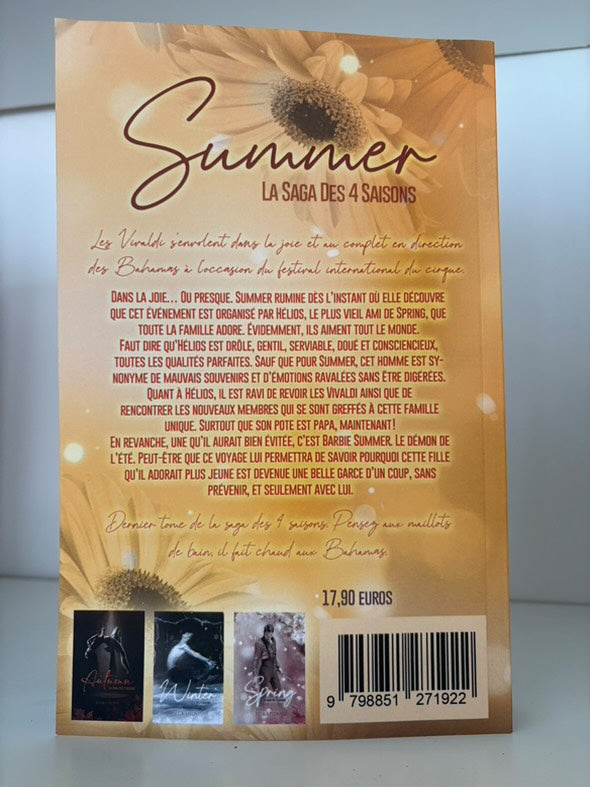 Summer
LA SAGA DES 4 SAISONS
Les Vivaldi s'envolent dans la joie et au complet en direction
des Bahamas à l'occasion du festival international du cirque.
DANS LA JOIE... OU PRESQUE. SUMMER RUMINE DÈS L'INSTANT OÙ ELLE DÉCOUVRE
QUE CET ÉVÉNEMENT EST ORGANISÉ PAR HÉLIOS, LE PLUS VIEIL AMI DE SPRING, QUE
TOUTE LA FAMILLE ADORE. ÉVIDEMMENT, ILS AIMENT TOUT LE MONDE.
FAUT DIRE QU'HÉLIOS EST DRÔLE, GENTIL, SERVIABLE, DOUÉ ET CONSCIENCIEUX,
TOUTES LES QUALITÉS PARFAITES. SAUF QUE POUR SUMMER, CET HOMME EST SY-
NONYME DE MAUVAIS SOUVENIRS ET D'ÉMOTIONS RAVALÉES SANS ÊTRE DIGÉRÉES.
QUANT À HÉLIOS, IL EST RAVI DE REVOIR LES VIVALDI AINSI QUE DE
RENCONTRER LES NOUVEAUX MEMBRES QUI SE SONT GREFFÉS À CETTE FAMILLE
UNIQUE. SURTOUT QUE SON POTE EST PAPA, MAINTENANT!
EN REVANCHE, UNE QU'IL AURAIT BIEN ÉVITÉE, C'EST BARBIE SUMMER. LE DÉMON DE
L'ÉTÉ. PEUT-ÊTRE QUE CE VOYAGE LUI PERMETTRA DE SAVOIR POURQUOI CETTE FILLE
QU'IL ADORAIT PLUS JEUNE EST DEVENUE UNE BELLE GARCE D'UN COUP, SANS
PRÉVENIR, ET SEULEMENT AVEC LUI.
Dernier tome de la saga des 4 saisons. Pensez aux maillots
de bain, il fait chaud aux Bahamas.
17,90 EUROS
Autumn
Winter
Spring
9 798851 271922